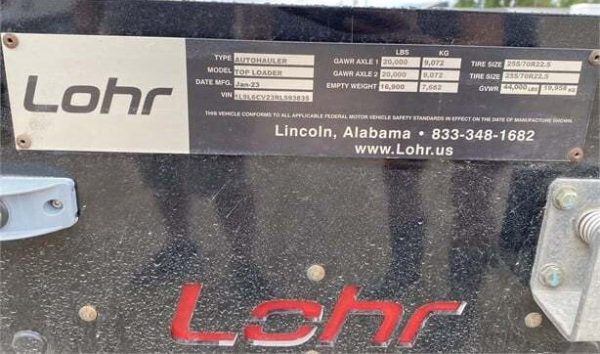 Lohr
LBS KG
TYPE AUTOHAULER GAWR AXLE 1 20,000 9,072 TIRE SIZE 255/70R22.5
MODEL TOP LOADER GAWR AXLE 2 20,000 9,072 TIRE SIZE 255/70R22.5
DATE MFG. Jan-23 EMPTY WEIGHT 16,900 7,662 GVWR 44,000 LBS 19,958 KG
VIN 1L9L6CV239L593835
THIS VEHICLE CONFORMS TO ALL APPLICABLE FEDERAL MOTOR VEHICLE SAFETY STANDARDS IN EFFECT ON THE DATE OF MANUFACTURE SHOWN.
Lincoln, Alabama • 833-348-1682
www.Lohr.us
Lohr